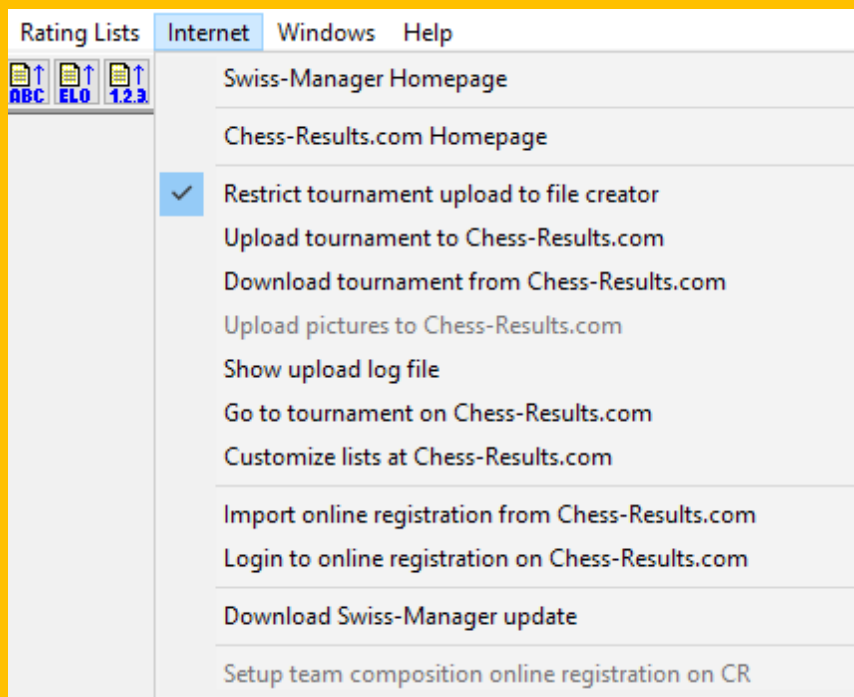 Rating Lists Internet Windows Help
ABC ELO 1.2.3.
Swiss-Manager Homepage
Chess-Results.com Homepage
Restrict tournament upload to file creator
Upload tournament to Chess-Results.com
Download tournament from Chess-Results.com
Upload pictures to Chess-Results.com
Show upload log file
Go to tournament on Chess-Results.com
Customize lists at Chess-Results.com
Import online registration from Chess-Results.com
Login to online registration on Chess-Results.com
Download Swiss-Manager update
Setup team composition online registration on CR